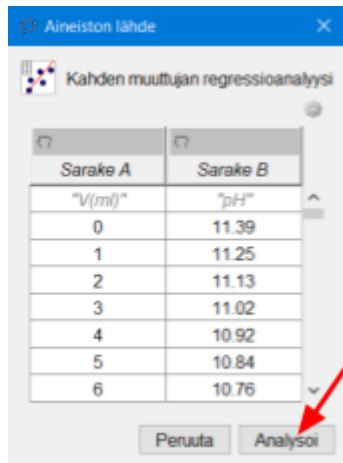 Aineiston lähde
Kahden muuttujan regressioanalyysi
Sarake A Sarake B
"V(ml)" "pH"
0 11.39
1 11.25
2 11.13
3 11.02
4 10.92
5 10.84
6 10.76
Peruuta Analysoi